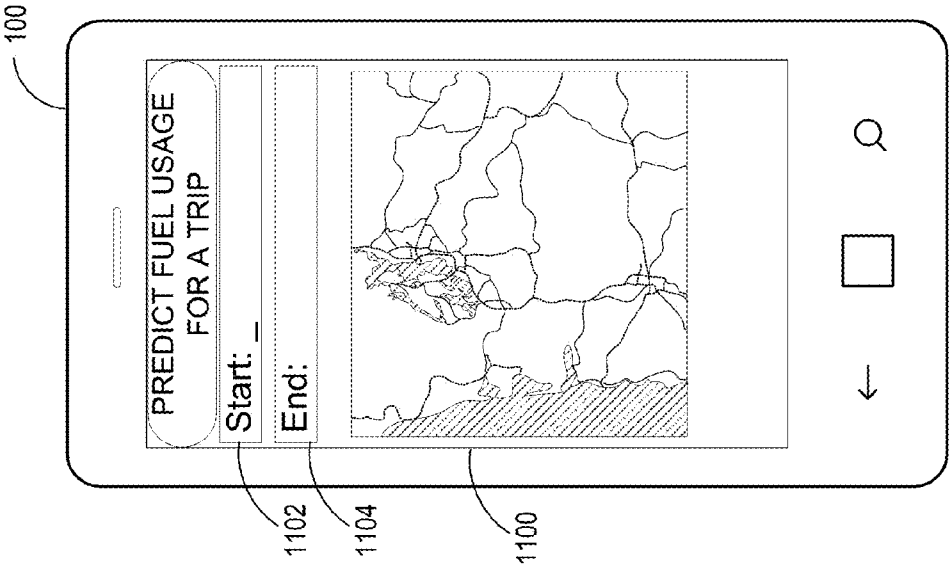 100
PREDICT FUEL USAGE
FOR A TRIP
Start: _
End:
1102
1104
1100